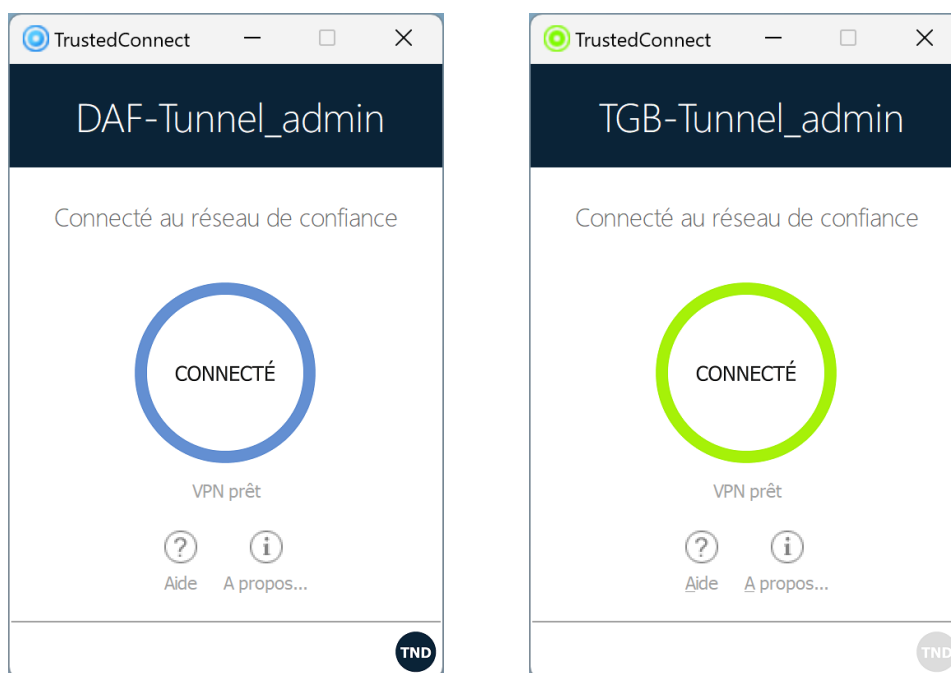 TrustedConnect
DAF-Tunnel_admin
Connecté au réseau de confiance
CONNECTÉ
VPN prêt
? i
Aide A propos...
TND
TrustedConnect
TGB-Tunnel_admin
Connecté au réseau de confiance
CONNECTÉ
VPN prêt
? i
Aide A propos...
TND